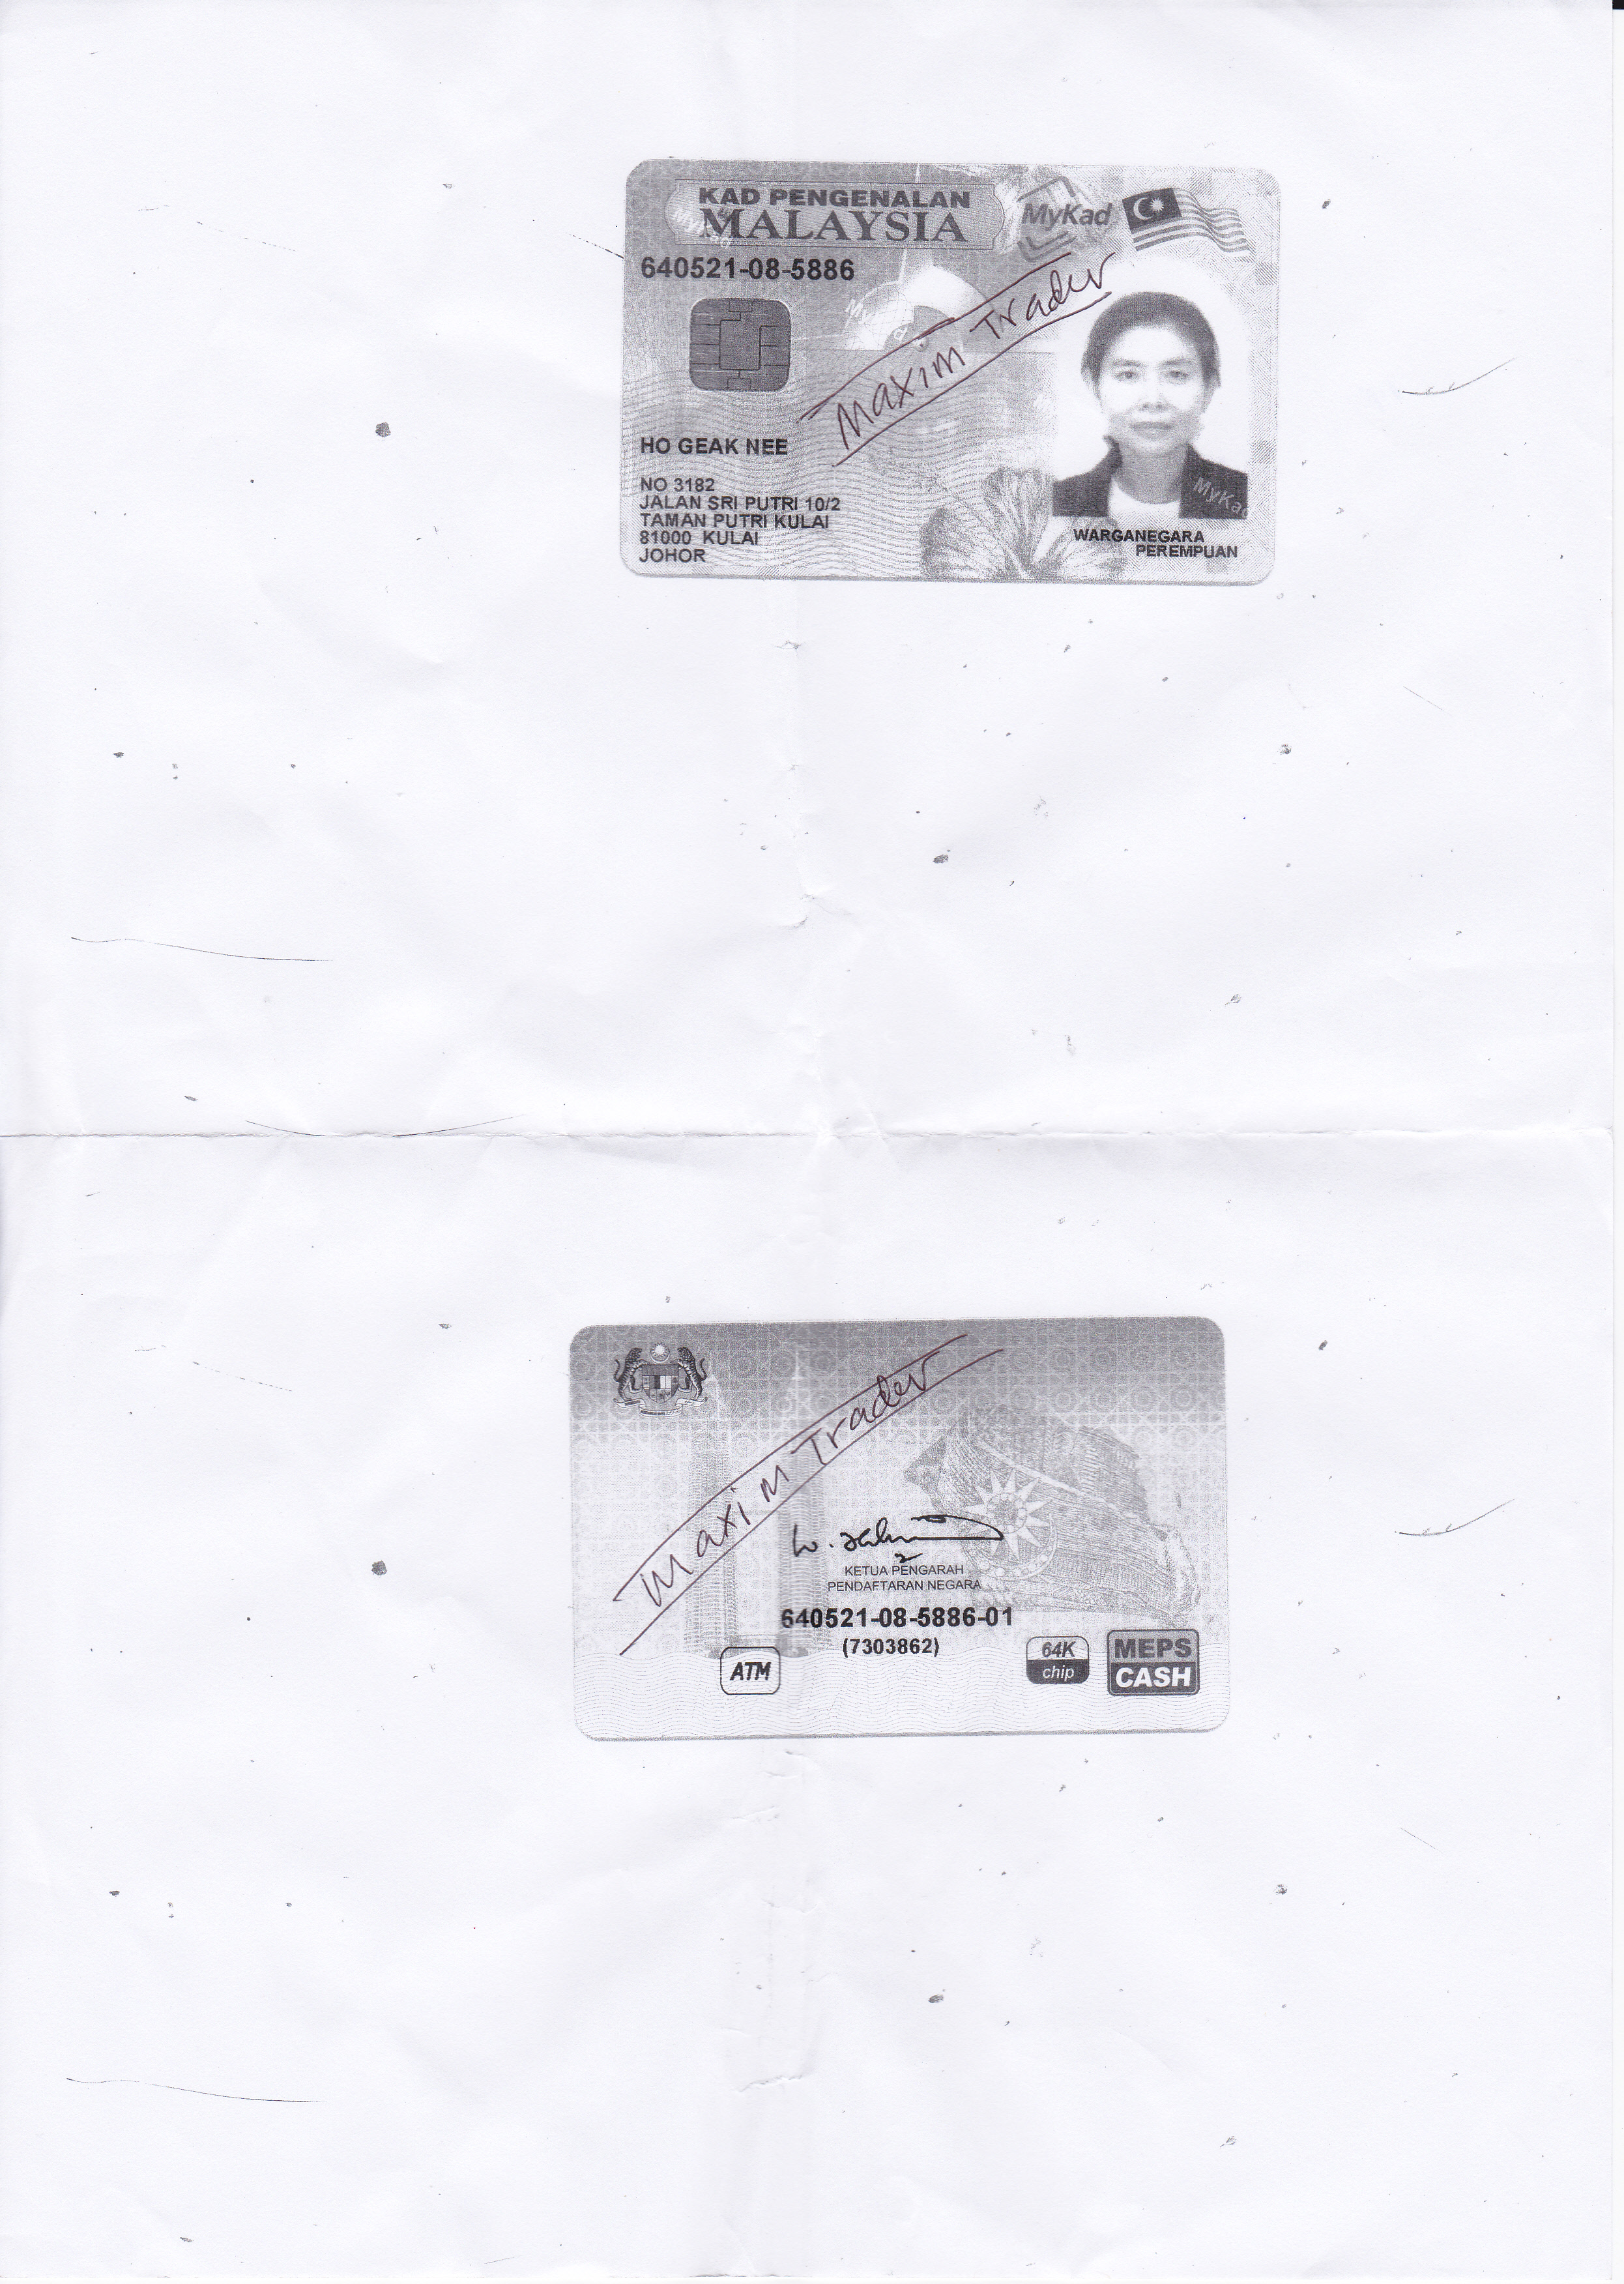 KAD PENGENALAN
MALAYSIA
MyKad
640521-08-5886
Maxim Trader
HO GEAK NEE
NO 3182
JALAN SRI PUTRI 10/2
TAMAN PUTRI KULAI
81000 KULAI
JOHOR
WARGANEGARA
PEREMPUAN
Maxim Trader
KETUA PENGARAH
PENDAFTARAN NEGARA
640521-08-5886-01
(7303862)
ATM
64K
chip
MEPS
CASH